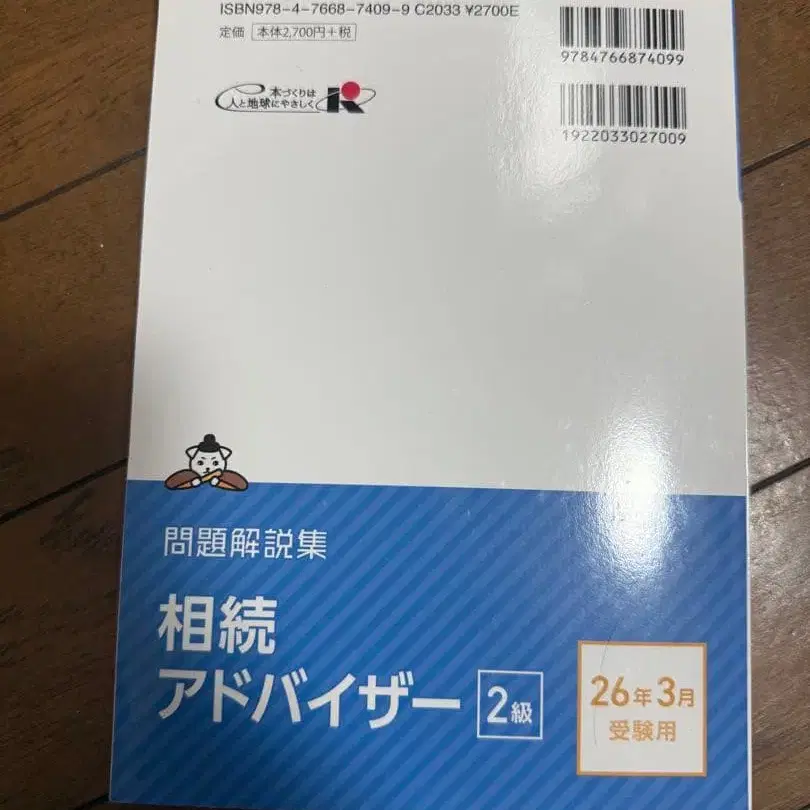 ISBN978-4-7668-7409-9 C2033 ¥2700E
定価 本体2,700円+税
9784766874099
本づくりは
人と地球にやさしく
R
1922033027009
問題解説集
相続
アドバイザー 2級
26年3月
受験用